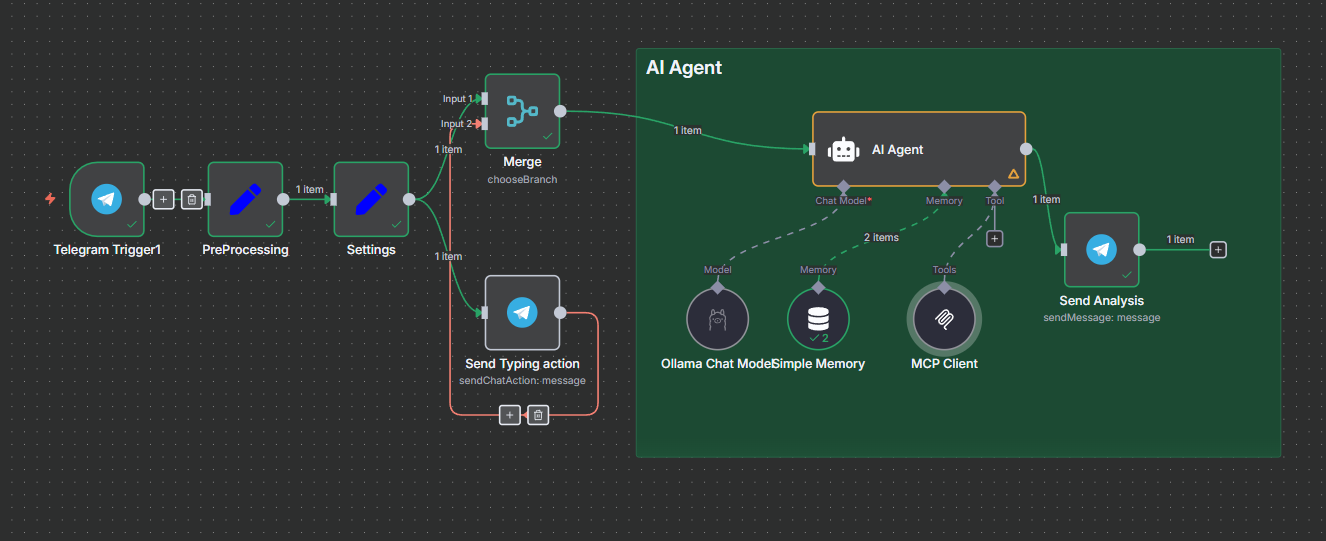 AI Agent
Input 1
Input 2
1 item
Merge
chooseBranch
1 item
AI Agent
Chat Model*
Memory
Tool
1 item
Telegram Trigger1
PreProcessing
1 item
Settings
1 item
2 items
1 item
Model
Memory
Tools
Send Analysis
sendMessage: message
2
Send Typing action
sendChatAction: message
Ollama Chat Model
Simple Memory
MCP Client